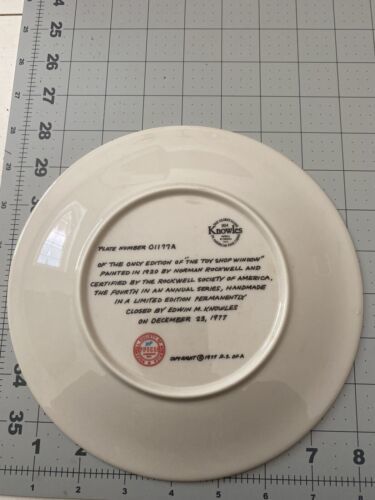 Knowles
PLATE NUMBER 01177A
OF THE ONLY EDITION OF "THE TOY SHOP WINDOW"
PAINTED IN 1920 BY NORMAN ROCKWELL AND
CERTIFIED BY THE ROCKWELL SOCIETY OF AMERICA,
THE FOURTH IN AN ANNUAL SERIES, HANDMADE
IN A LIMITED EDITION PERMANENTLY
CLOSED BY EDWIN M. KNOWLES
ON DECEMBER 23, 1977
COPYRIGHT © 1977 R.S. OF A
25
26
27
28
29
30
35
1 2 3 4 5 6 7 8